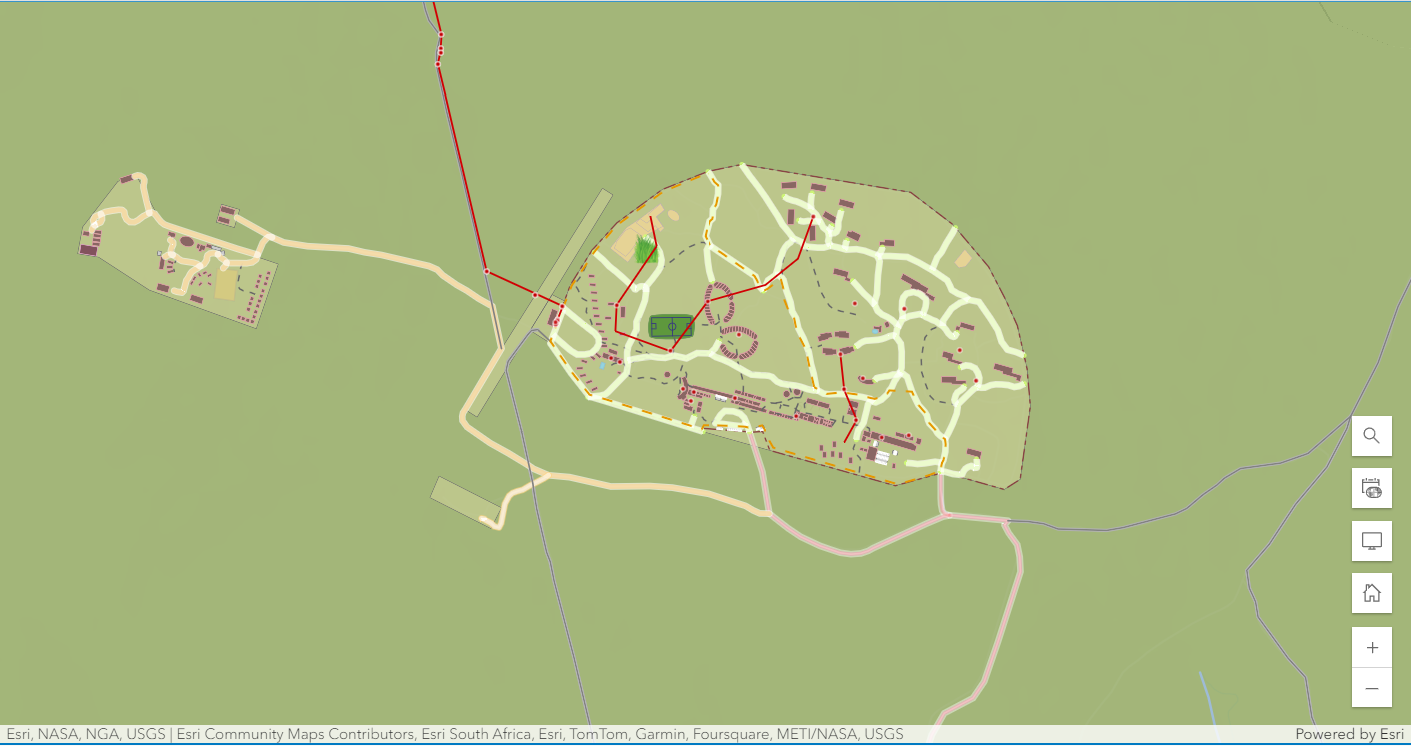 Esri, NASA, NGA, USGS | Esri Community Maps Contributors, Esri South Africa, Esri, TomTom, Garmin, Foursquare, METI/NASA, USGS
Powered by Esri